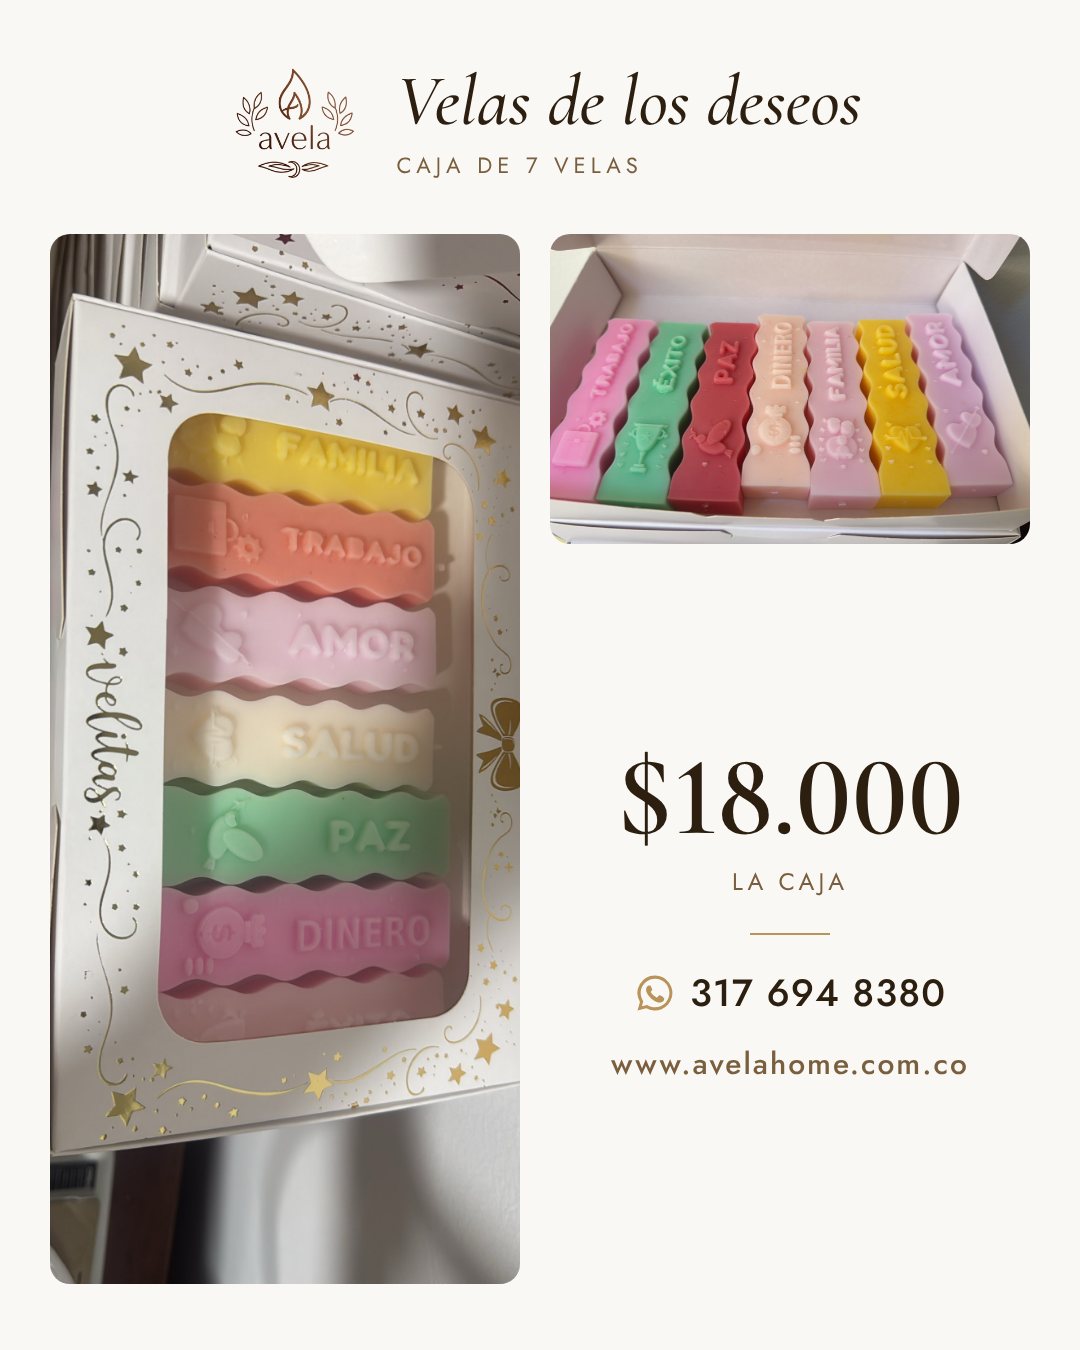 avela
Velas de los deseos
CAJA DE 7 VELAS
velitas
FAMILIA
TRABAJO
AMOR
SALUD
PAZ
DINERO
TRABAJO
ÉXITO
PAZ
DINERO
FAMILIA
SALUD
AMOR
$18.000
LA CAJA
317 694 8380
www.avelahome.com.co